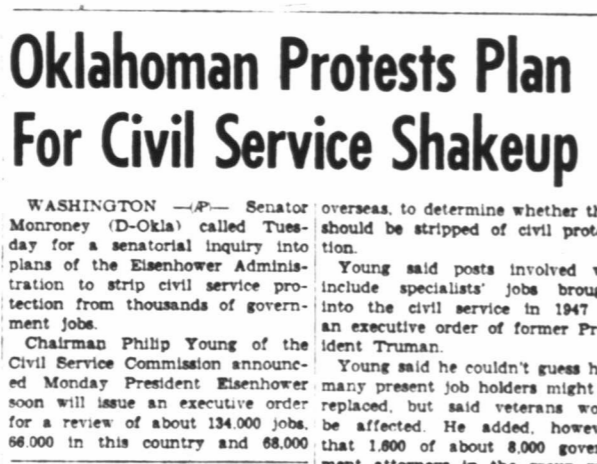 Oklahoman Protests Plan
For Civil Service Shakeup
WASHINGTON —(AP)— Senator
Monroney (D-Okla) called Tues-
day for a senatorial inquiry into
plans of the Eisenhower Adminis-
tration to strip civil service pro-
tection from thousands of govern-
ment jobs.
Chairman Philip Young of the
Civil Service Commission announc-
ed Monday President Eisenhower
soon will issue an executive order
for a review of about 134,000 jobs,
66,000 in this country and 68,000
overseas, to determine whether th
should be stripped of civil prot
tion.
Young said posts involved
include specialists' jobs broug
into the civil service in 1947
an executive order of former Pr
ident Truman.
Young said he couldn't guess h
many present job holders might
replaced, but said veterans wo
be affected. He added, howev
that 1,600 of about 8,000 gover